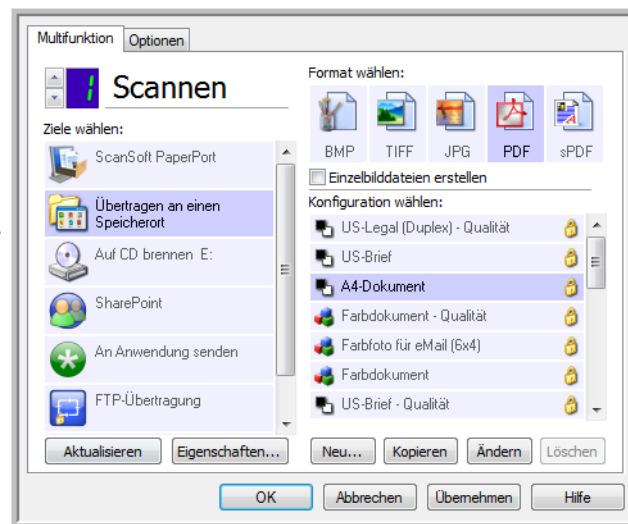 Multifunktion
Optionen
1
Scannen
Ziele wählen:
ScanSoft PaperPort
Übertragen an einen
Speicherort
Auf CD brennen E:
SharePoint
An Anwendung senden
FTP-Übertragung
Aktualisieren
Eigenschaften...
Format wählen:
BMP
TIFF
JPG
PDF
sPDF
Einzelbilddateien erstellen
Konfiguration wählen:
US-Legal (Duplex) - Qualität
US-Brief
A4-Dokument
Farbdokument - Qualität
Farbfoto für eMail (6x4)
Farbdokument
US-Brief - Qualität
Neu...
Kopieren
Ändern
Löschen
OK
Abbrechen
Übernehmen
Hilfe